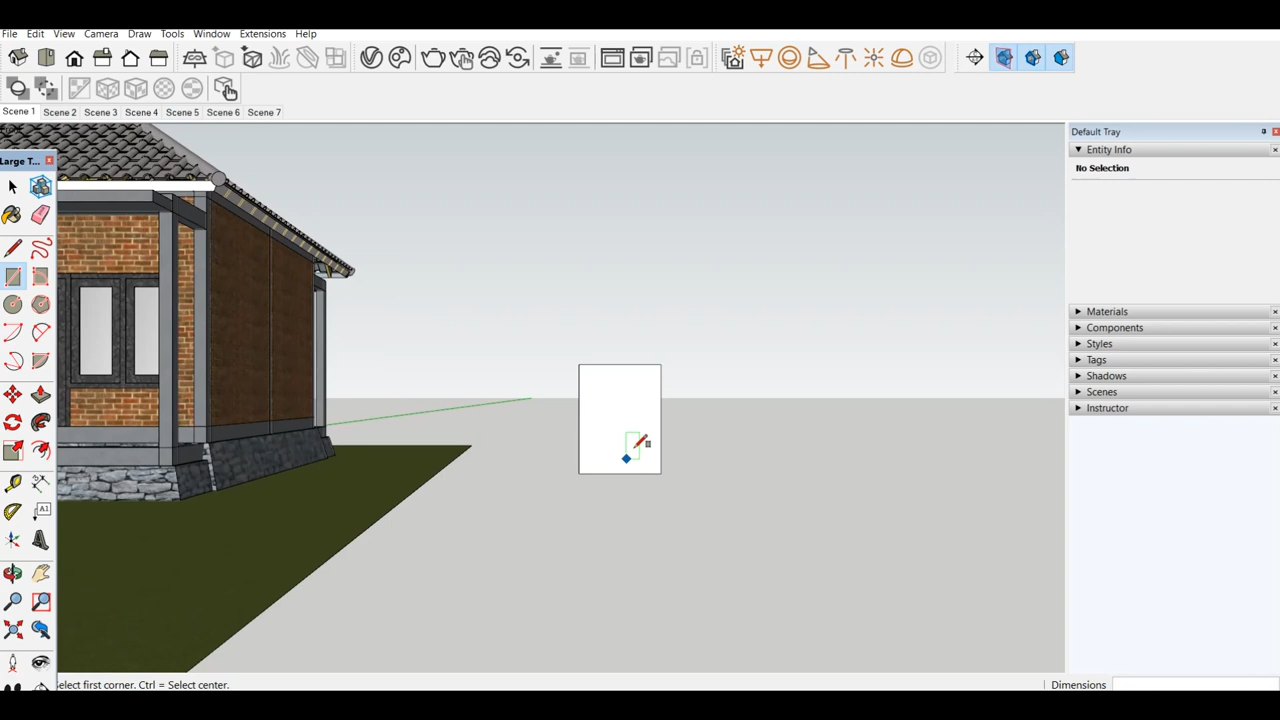 File Edit View Camera Draw Tools Window Extensions Help
Scene 1 Scene 2 Scene 3 Scene 4 Scene 5 Scene 6 Scene 7
Default Tray
Entity Info
Large T...
No Selection
Materials
Components
Styles
Tags
Shadows
Scenes
Instructor
A1
Select first corner. Ctrl = Select center.
Dimensions